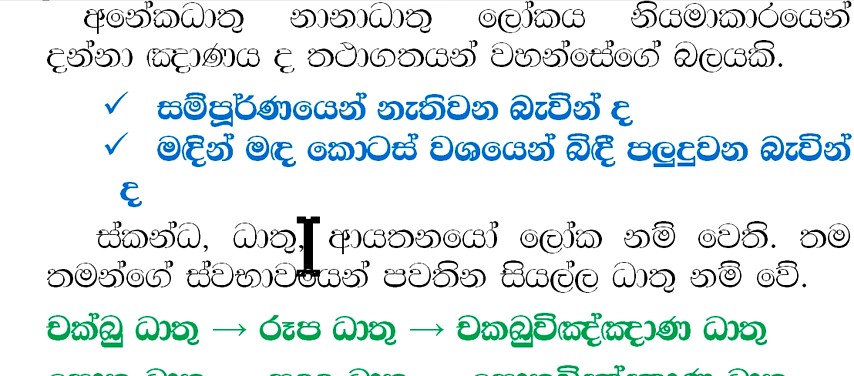 අනේකධාතු නානාධාතු ලෝකය නියමාකාරයෙන්
දන්නා ඤාණය ද තථාගතයන් වහන්සේගේ බලයකි.
✓ සම්පූර්ණයෙන් නැතිවන බැවින් ද
✓ මඳින් මඳ කොටස් වශයෙන් බිඳී පලුදුවන බැවින්
ද
ස්කන්ධ, ධාතු, ආයතනයෝ ලෝක නම් වෙති. තම
තමන්ගේ ස්වභාවයෙන් පවතින සියල්ල ධාතු නම් වේ.
චක්ඛු ධාතු → රූප ධාතු → චකඛුවිඤ්ඤාණ ධාතු